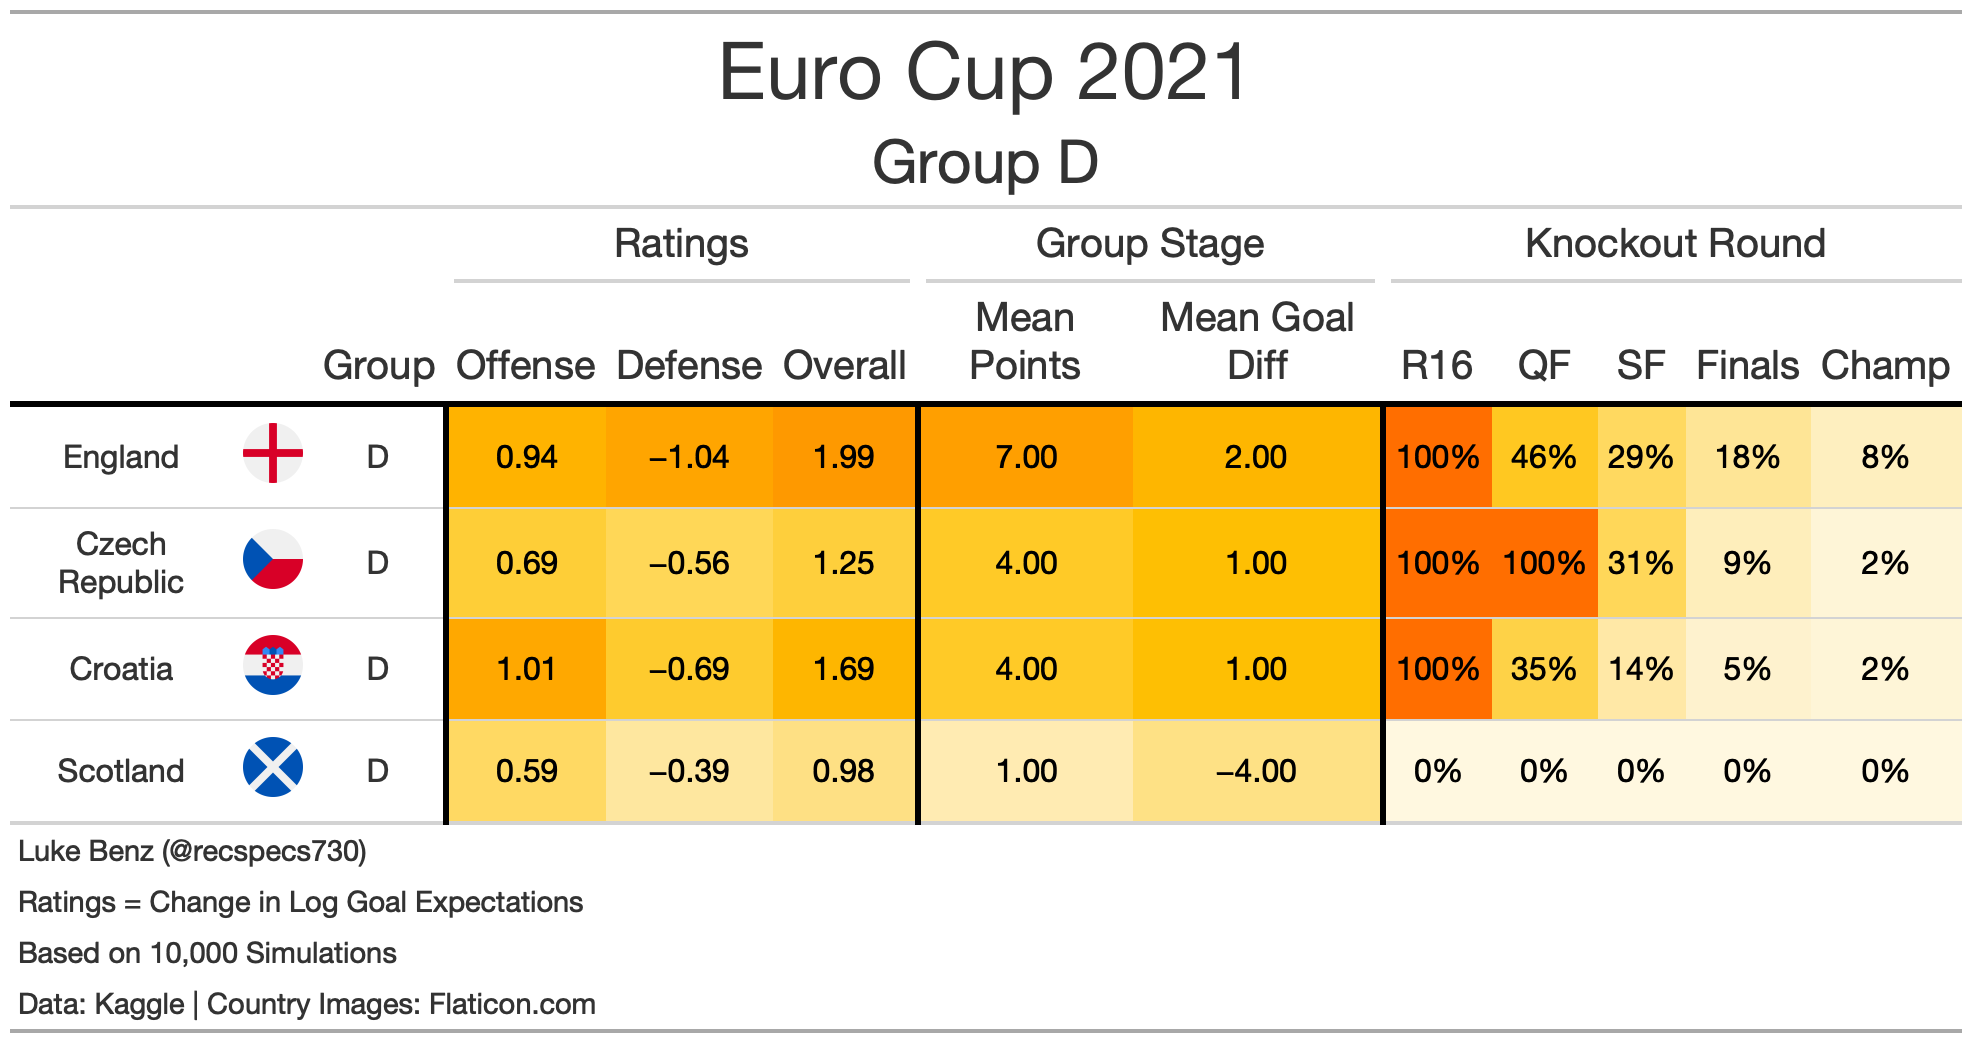 Euro Cup 2021
Group D
Ratings Group Stage Knockout Round
Mean Mean Goal
Group Offense Defense Overall Points Diff R16 QF SF Finals Champ
England D 0.94 −1.04 1.99 7.00 2.00 100% 46% 29% 18% 8%
Czech
Republic D 0.69 −0.56 1.25 4.00 1.00 100% 100% 31% 9% 2%
Croatia D 1.01 −0.69 1.69 4.00 1.00 100% 35% 14% 5% 2%
Scotland D 0.59 −0.39 0.98 1.00 −4.00 0% 0% 0% 0% 0%
Luke Benz (@recspecs730)
Ratings = Change in Log Goal Expectations
Based on 10,000 Simulations
Data: Kaggle | Country Images: Flaticon.com